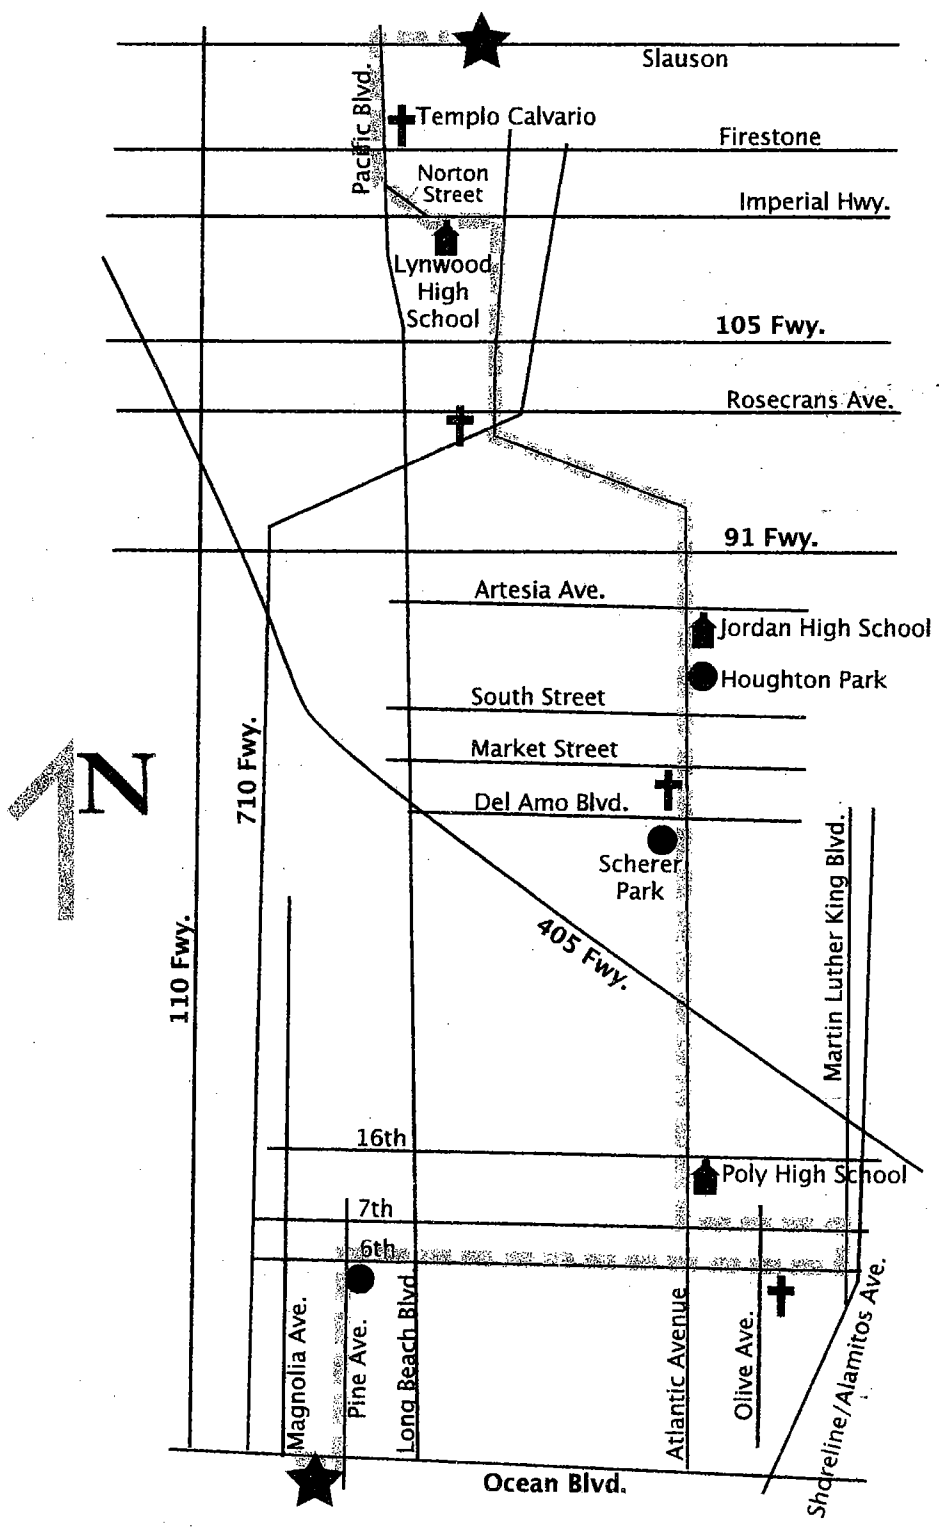 Slauson
Pacific Blvd.
Templo Calvario
Firestone
Norton
Street
Imperial Hwy.
Lynwood
High
School
105 Fwy.
Rosecrans Ave.
91 Fwy.
Artesia Ave.
Jordan High School
Houghton Park
South Street
Market Street
N
710 Fwy.
Del Amo Blvd.
Scherer
Park
Martin Luther King Blvd.
405 Fwy.
110 Fwy.
16th
Poly High School
7th
6th
Magnolia Ave.
Pine Ave.
Long Beach Blvd
Atlantic Avenue
Olive Ave.
Shoreline/Alamitos Ave.
Ocean Blvd.